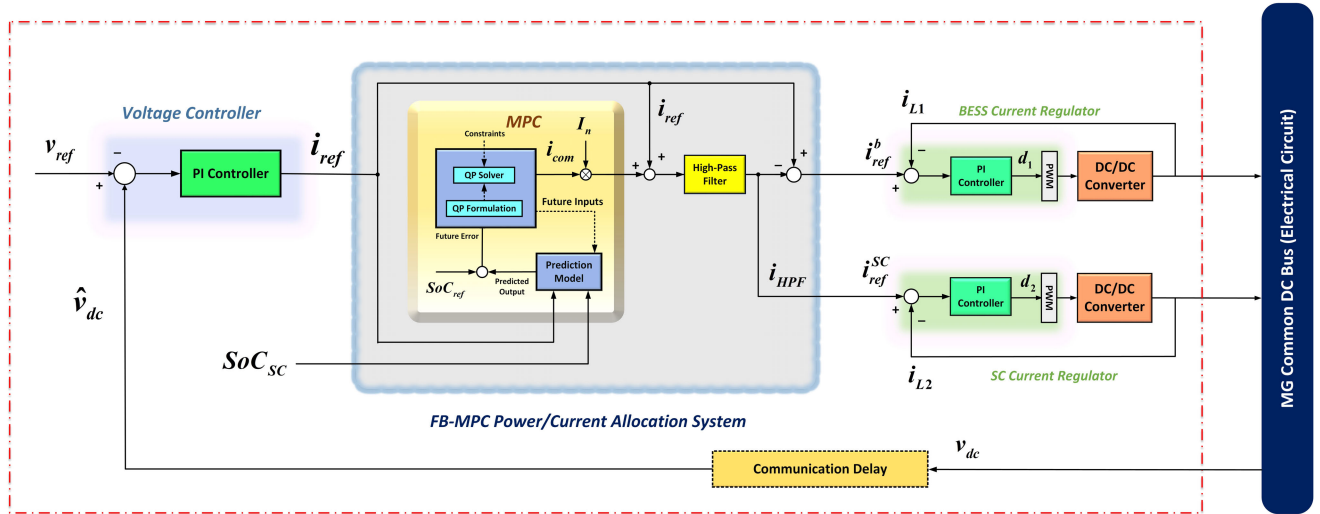 Voltage Controller
v_ref
−
+
PI Controller
i_ref
MPC
Constraints
I_n
QP Solver
i_com
QP Formulation
Future Inputs
Future Error
SoC_ref
Predicted
Output
Prediction
Model
i_ref
+
+
High-Pass
Filter
−
+
i_HPF
SoC_SC
FB-MPC Power/Current Allocation System
BESS Current Regulator
i_L1
i^b_ref
−
+
PI
Controller
d_1
PWM
DC/DC
Converter
i^SC_ref
+
−
PI
Controller
d_2
PWM
DC/DC
Converter
i_L2
SC Current Regulator
v̂_dc
Communication Delay
v_dc
MG Common DC Bus (Electrical Circuit)